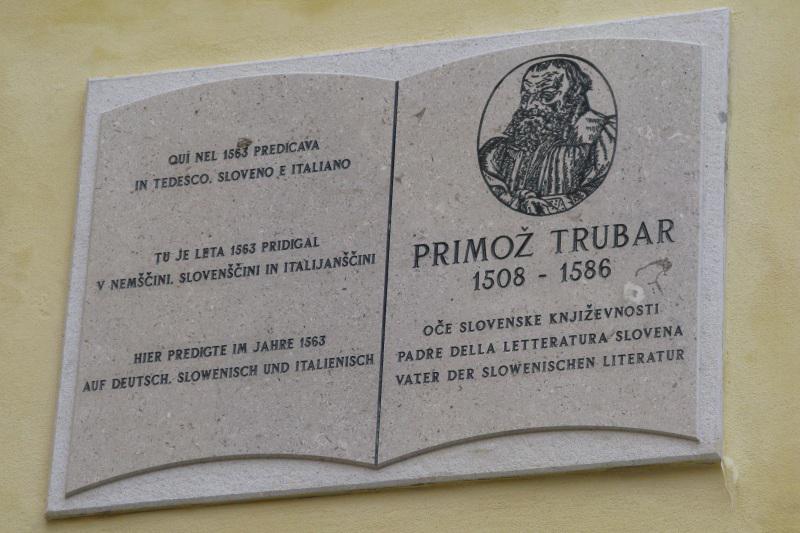 QUI NEL 1563 PREDICAVA
IN TEDESCO, SLOVENO E ITALIANO
TU JE LETA 1563 PRIDIGAL
V NEMŠČINI, SLOVENŠČINI IN ITALIJANŠČINI
HIER PREDIGTE IM JAHRE 1563
AUF DEUTSCH, SLOWENISCH UND ITALIENISCH
PRIMOŽ TRUBAR
1508 - 1586
OČE SLOVENSKE KNJIŽEVNOSTI
PADRE DELLA LETTERATURA SLOVENA
VATER DER SLOWENISCHEN LITERATUR